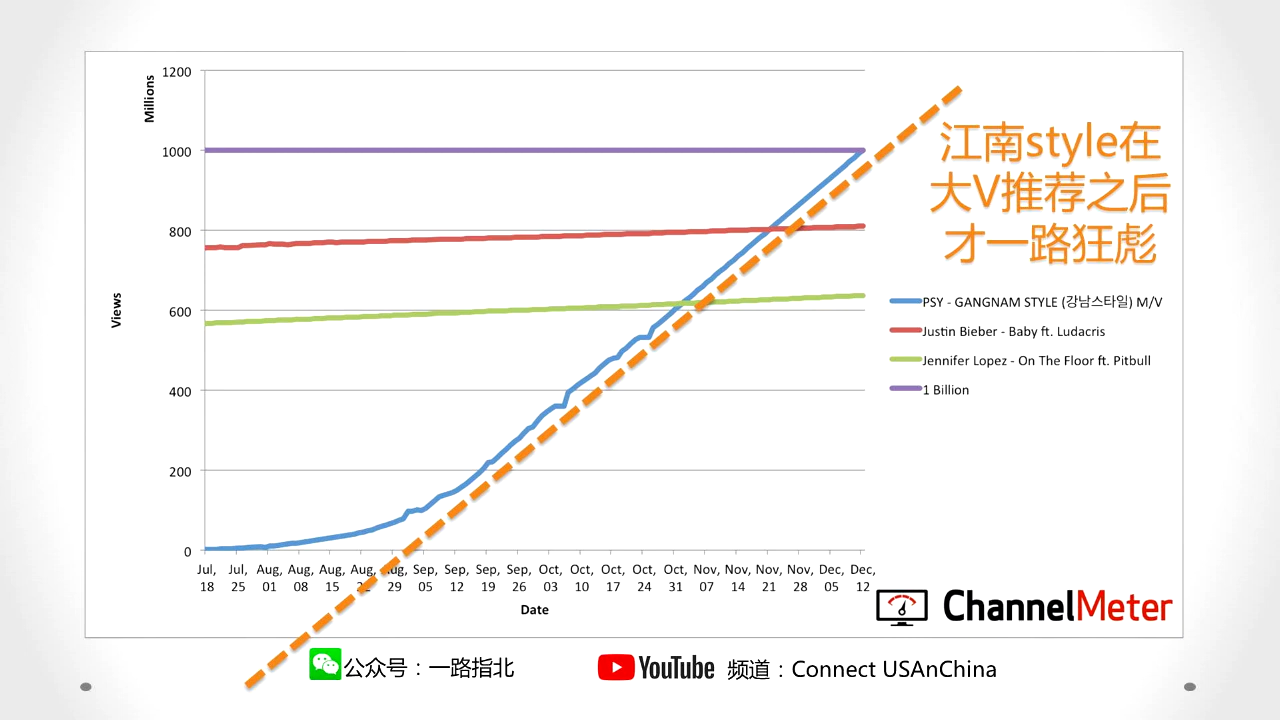 Millions
1200
1000
800
600
400
200
0
Views
Jul, 18
Jul, 25
Aug, 01
Aug, 08
Aug, 15
Aug, 22
Aug, 29
Sep, 05
Sep, 12
Sep, 19
Sep, 26
Oct, 03
Oct, 10
Oct, 17
Oct, 24
Oct, 31
Nov, 07
Nov, 14
Nov, 21
Nov, 28
Dec, 05
Dec, 12
Date
江南style在
大V推荐之后
才一路狂彪
PSY - GANGNAM STYLE (강남스타일) M/V
Justin Bieber - Baby ft. Ludacris
Jennifer Lopez - On The Floor ft. Pitbull
1 Billion
ChannelMeter
公众号：一路指北
YouTube 频道：Connect USAnChina